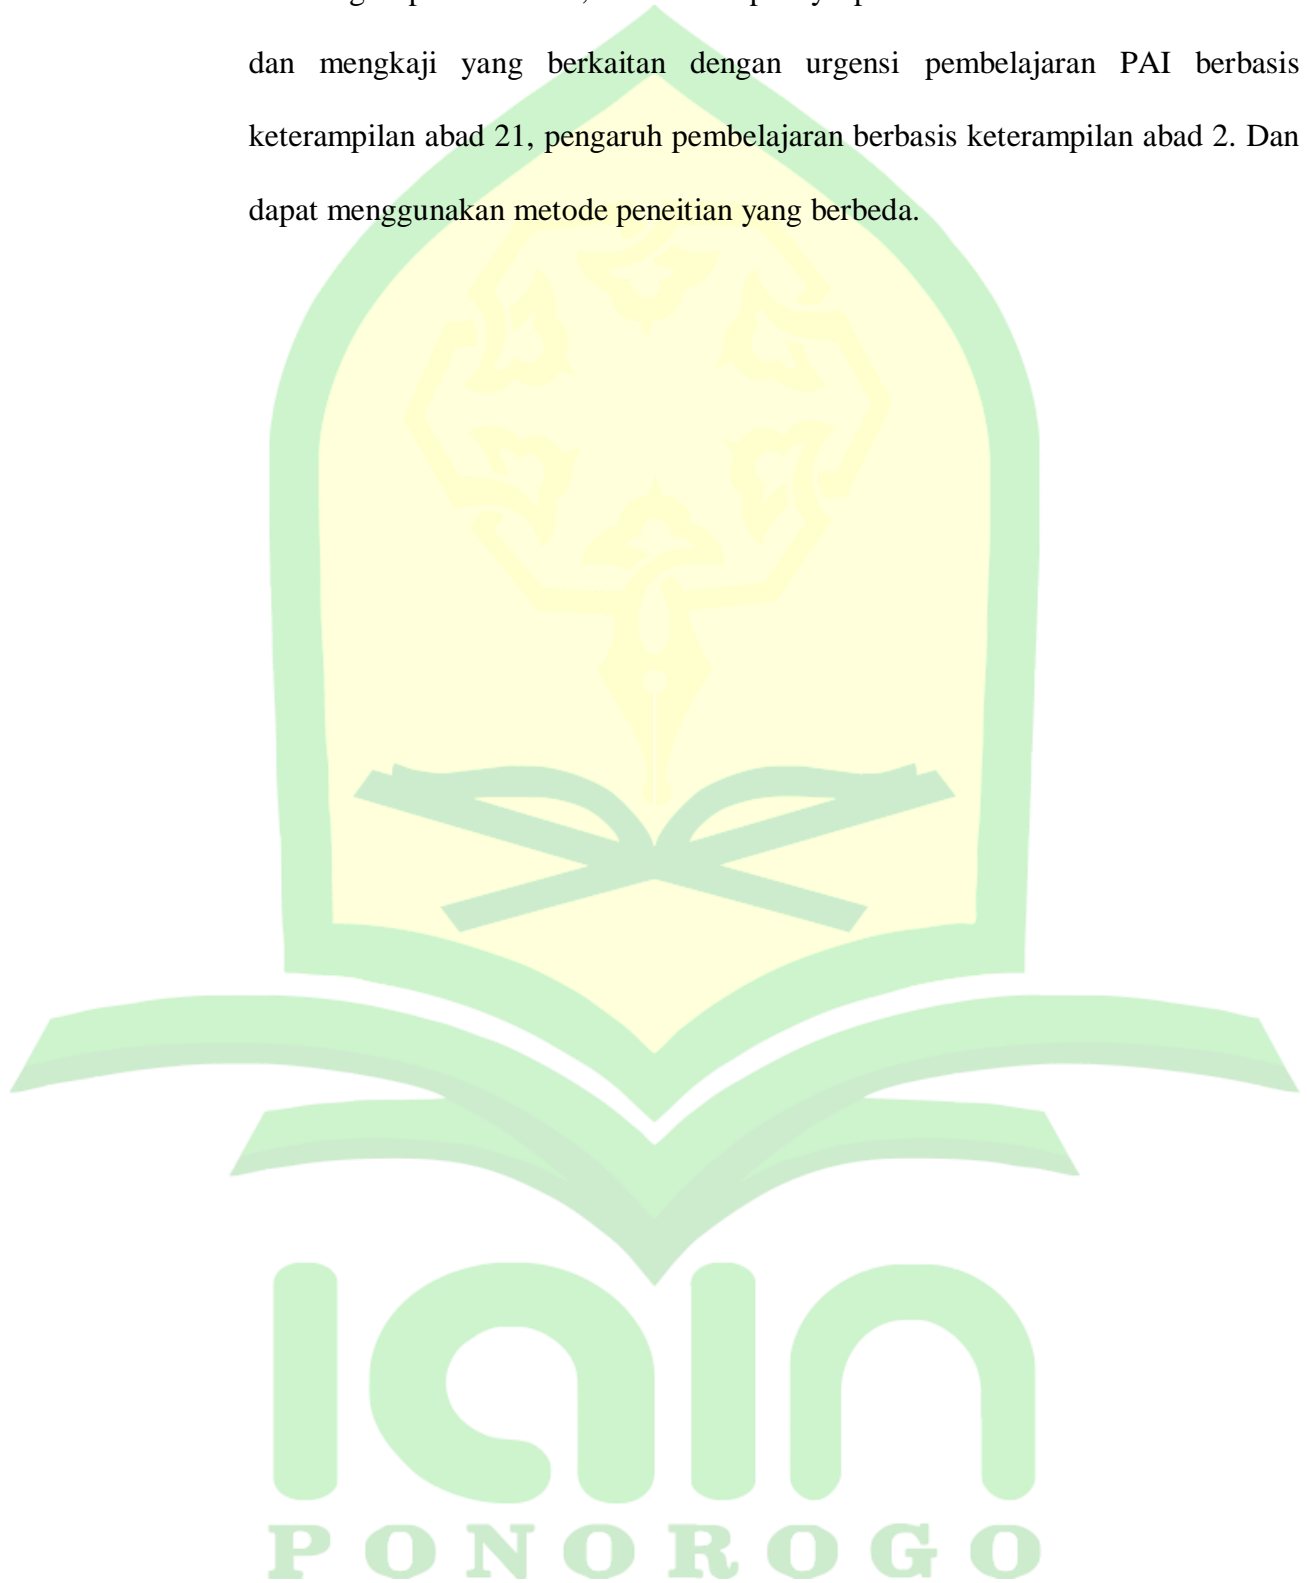 dan mengkaji yang berkaitan dengan urgensi pembelajaran PAI berbasis
keterampilan abad 21, pengaruh pembelajaran berbasis keterampilan abad 2. Dan
dapat menggunakan metode peneitian yang berbeda.
iain
PONOROGO